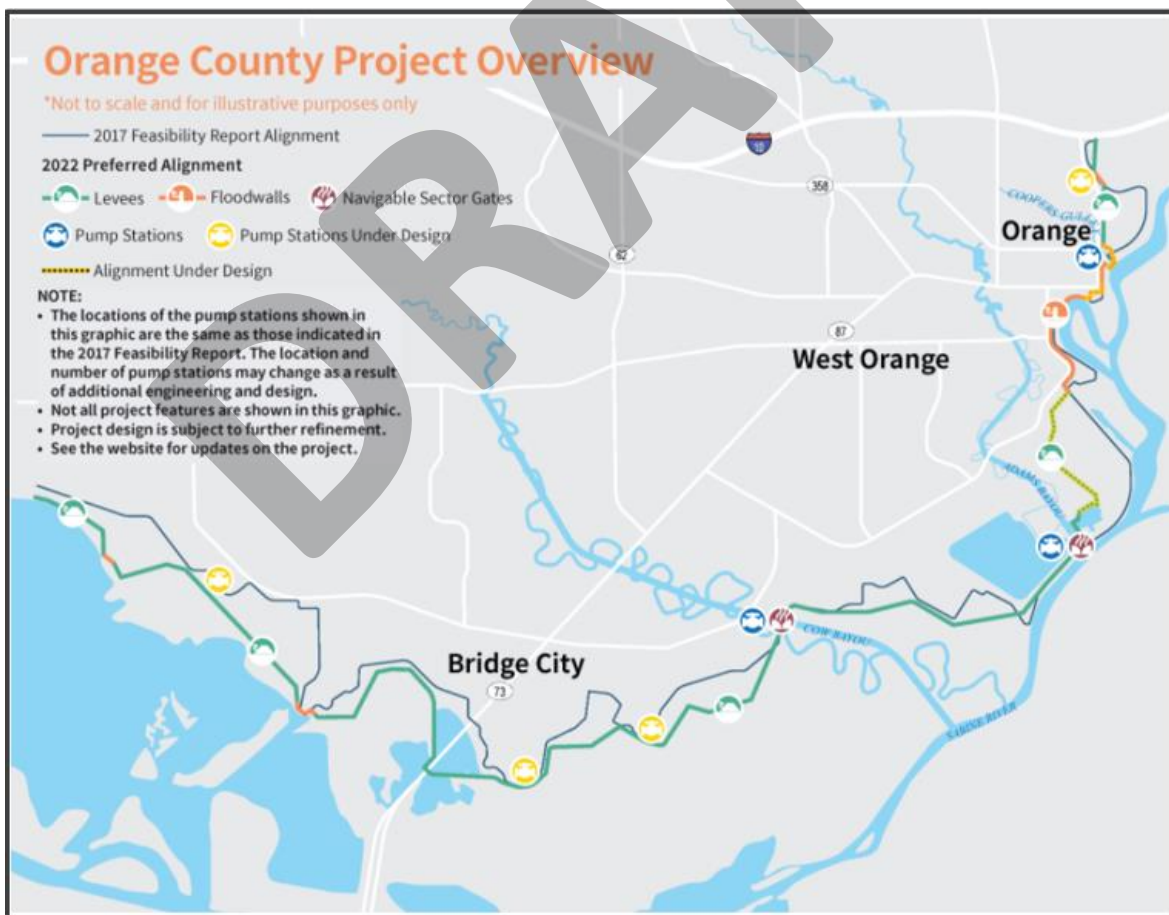 Orange County Project Overview
*Not to scale and for illustrative purposes only
2017 Feasibility Report Alignment
2022 Preferred Alignment
Levees Floodwalls Navigable Sector Gates
Pump Stations Pump Stations Under Design
Alignment Under Design
NOTE:
• The locations of the pump stations shown in
this graphic are the same as those indicated in
the 2017 Feasibility Report. The location and
number of pump stations may change as a result
of additional engineering and design.
• Not all project features are shown in this graphic.
• Project design is subject to further refinement.
• See the website for updates on the project.
DRA
10
358
COOPERS GULLY
Orange
62
87
West Orange
ADAMS BAYOU
COW BAYOU
Bridge City
73
SABINE RIVER